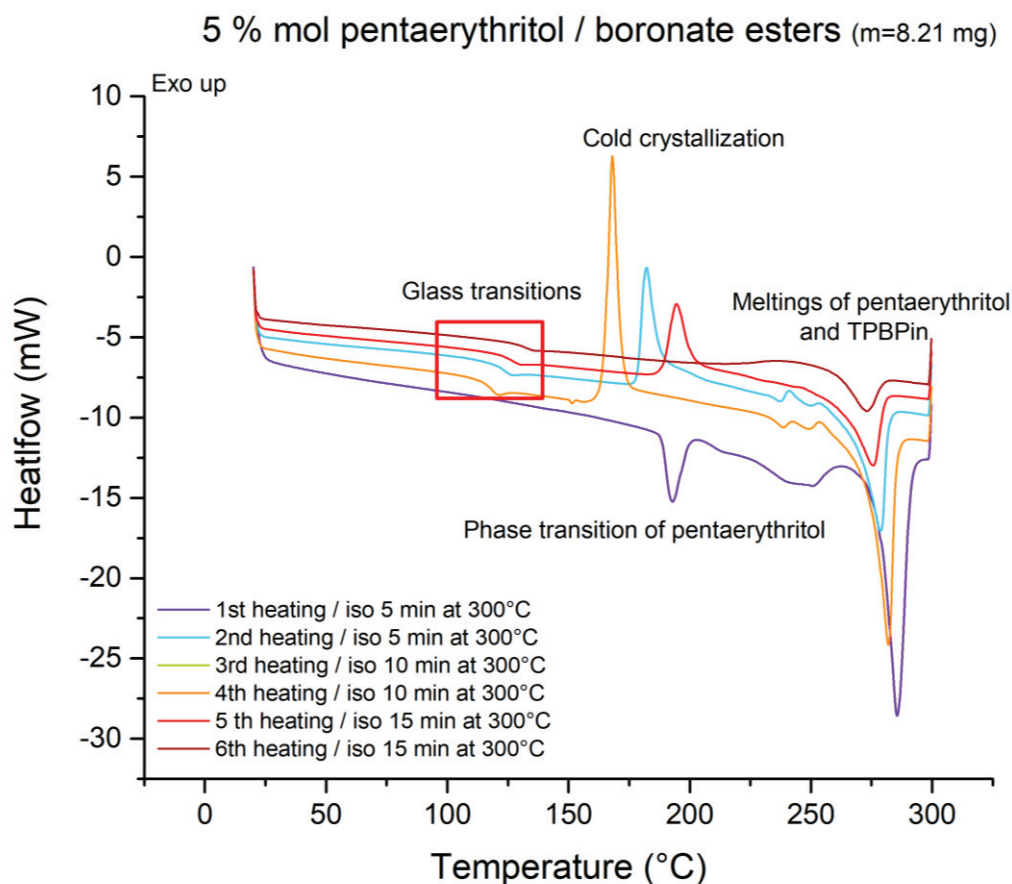 5 % mol pentaerythritol / boronate esters (m=8.21 mg)
Exo up
Cold crystallization
Glass transitions
Meltings of pentaerythritol
and TPBPin
Phase transition of pentaerythritol
1st heating / iso 5 min at 300°C
2nd heating / iso 5 min at 300°C
3rd heating / iso 10 min at 300°C
4th heating / iso 10 min at 300°C
5 th heating / iso 15 min at 300°C
6th heating / iso 15 min at 300°C
Heatlfow (mW)
10
5
0
-5
-10
-15
-20
-25
-30
0 50 100 150 200 250 300
Temperature (°C)